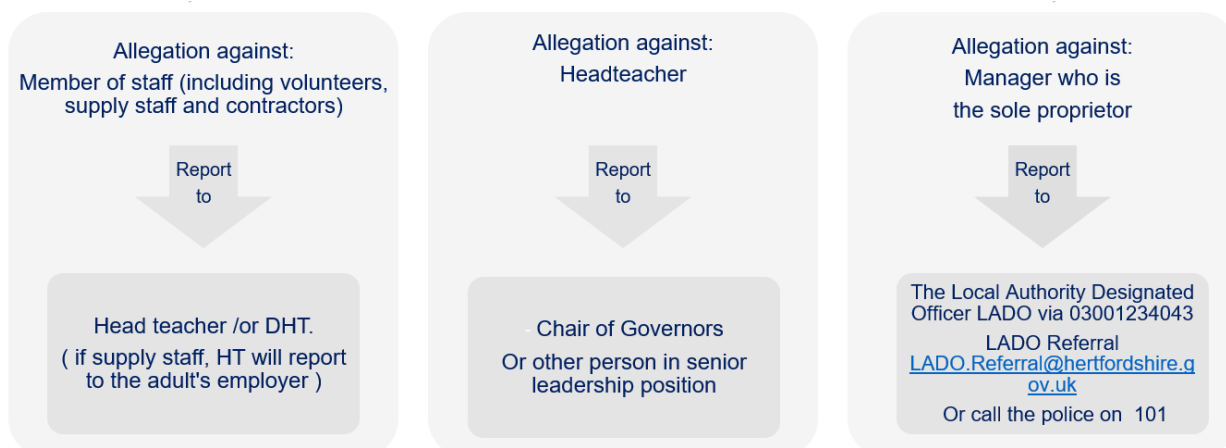 Allegation against:
Member of staff (including volunteers,
supply staff and contractors)
Report
to
Head teacher /or DHT.
( if supply staff, HT will report
to the adult's employer )
Allegation against:
Headteacher
Report
to
- Chair of Governors
Or other person in senior
leadership position
Allegation against:
Manager who is
the sole proprietor
Report
to
The Local Authority Designated
Officer LADO via 03001234043
LADO Referral
LADO.Referral@hertfordshire.g
ov.uk
Or call the police on  101